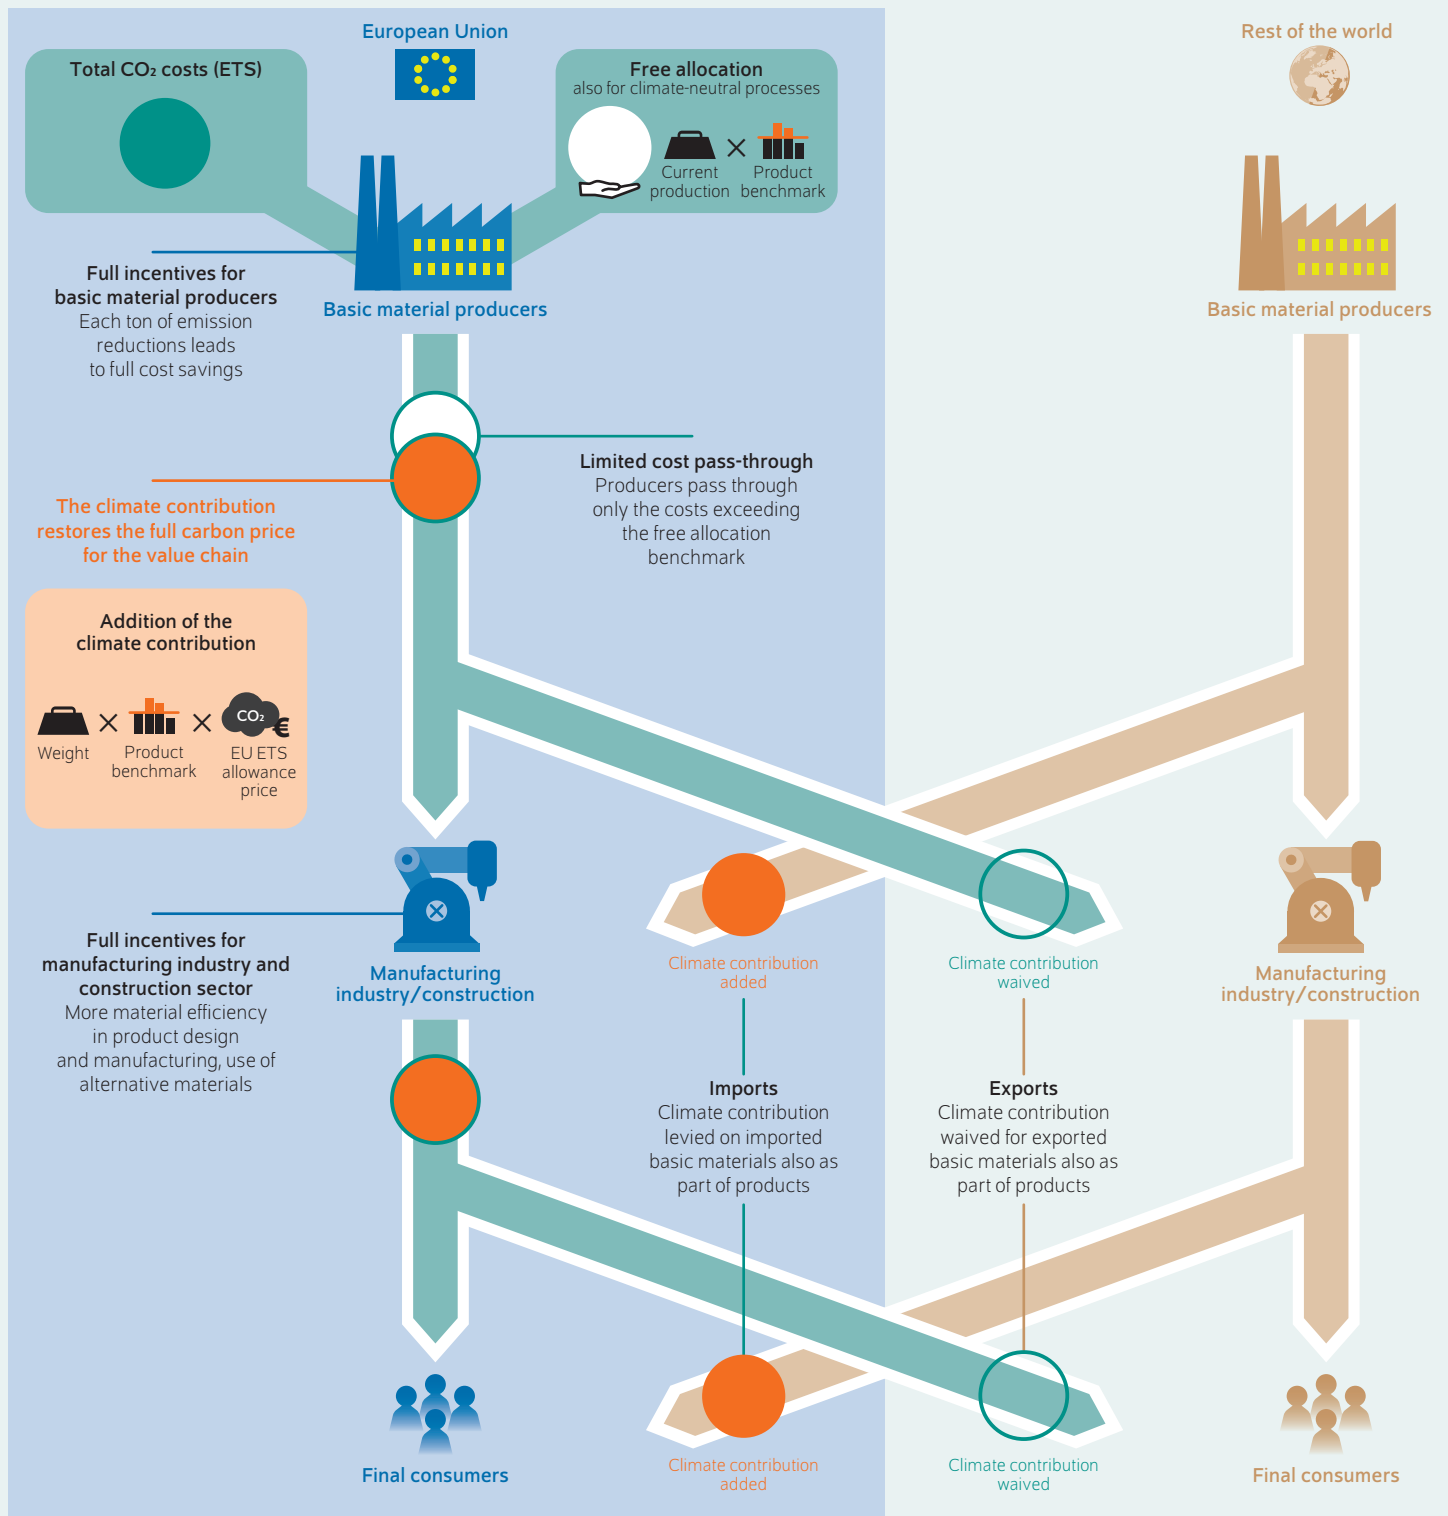 European Union
Rest of the world
Total CO₂ costs (ETS)
Free allocation
also for climate-neutral processes
Current
production
Product
benchmark
Full incentives for
basic material producers
Each ton of emission
reductions leads
to full cost savings
Basic material producers
Basic material producers
Limited cost pass-through
Producers pass through
only the costs exceeding
the free allocation
benchmark
The climate contribution
restores the full carbon price
for the value chain
Addition of the
climate contribution
CO₂
€
Weight
Product
benchmark
EU ETS
allowance
price
Full incentives for
manufacturing industry and
construction sector
More material efficiency
in product design
and manufacturing, use of
alternative materials
Manufacturing
industry/construction
Climate contribution
added
Climate contribution
waived
Manufacturing
industry/construction
Imports
Climate contribution
levied on imported
basic materials also as
part of products
Exports
Climate contribution
waived for exported
basic materials also as
part of products
Final consumers
Climate contribution
added
Climate contribution
waived
Final consumers